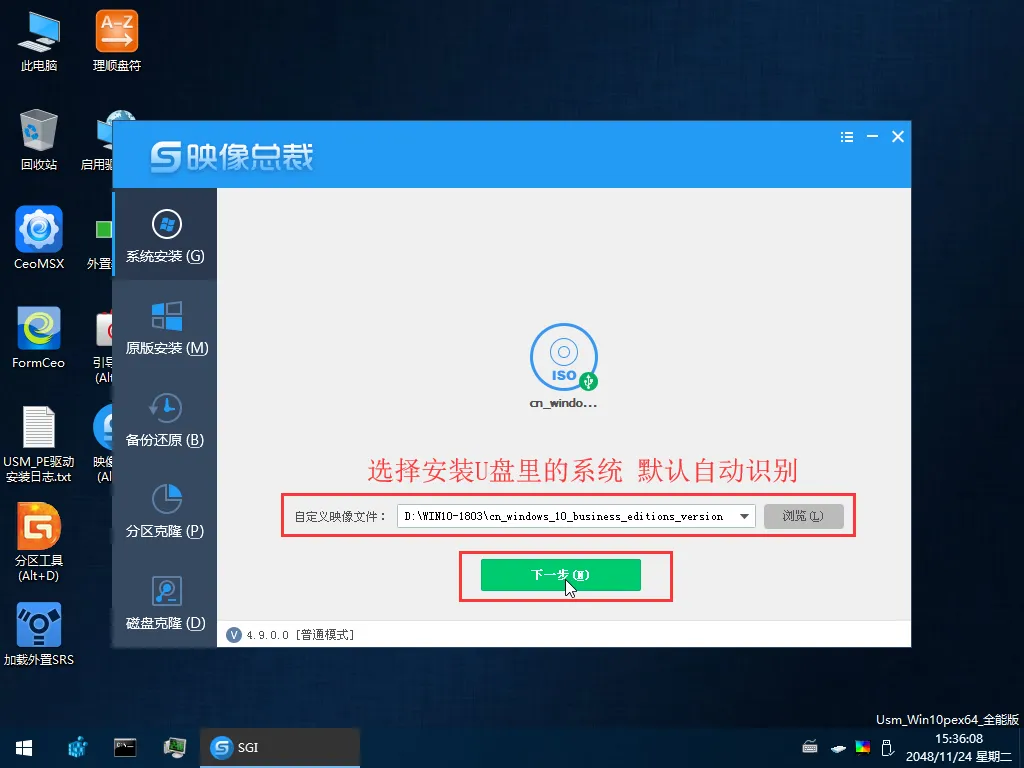 此电脑
A-Z
理顺盘符
回收站
启用驱
CeoMSX
外置
FormCeo
引导
(Alt
USM_PE驱动
安装日志.txt
映像
(Al
分区工具
(Alt+D)
加载外置SRS
映像总裁
系统安装 (G)
原版安装 (M)
备份还原 (B)
分区克隆 (P)
磁盘克隆 (D)
ISO
cn_windo...
选择安装U盘里的系统 默认自动识别
自定义映像文件：
D:\WIN10-1803\cn_windows_10_business_editions_version
浏览(L)
下一步(N)
V 4.9.0.0 [普通模式]
Usm_Win10pex64_全能版
SGI
15:36:08
2048/11/24 星期二